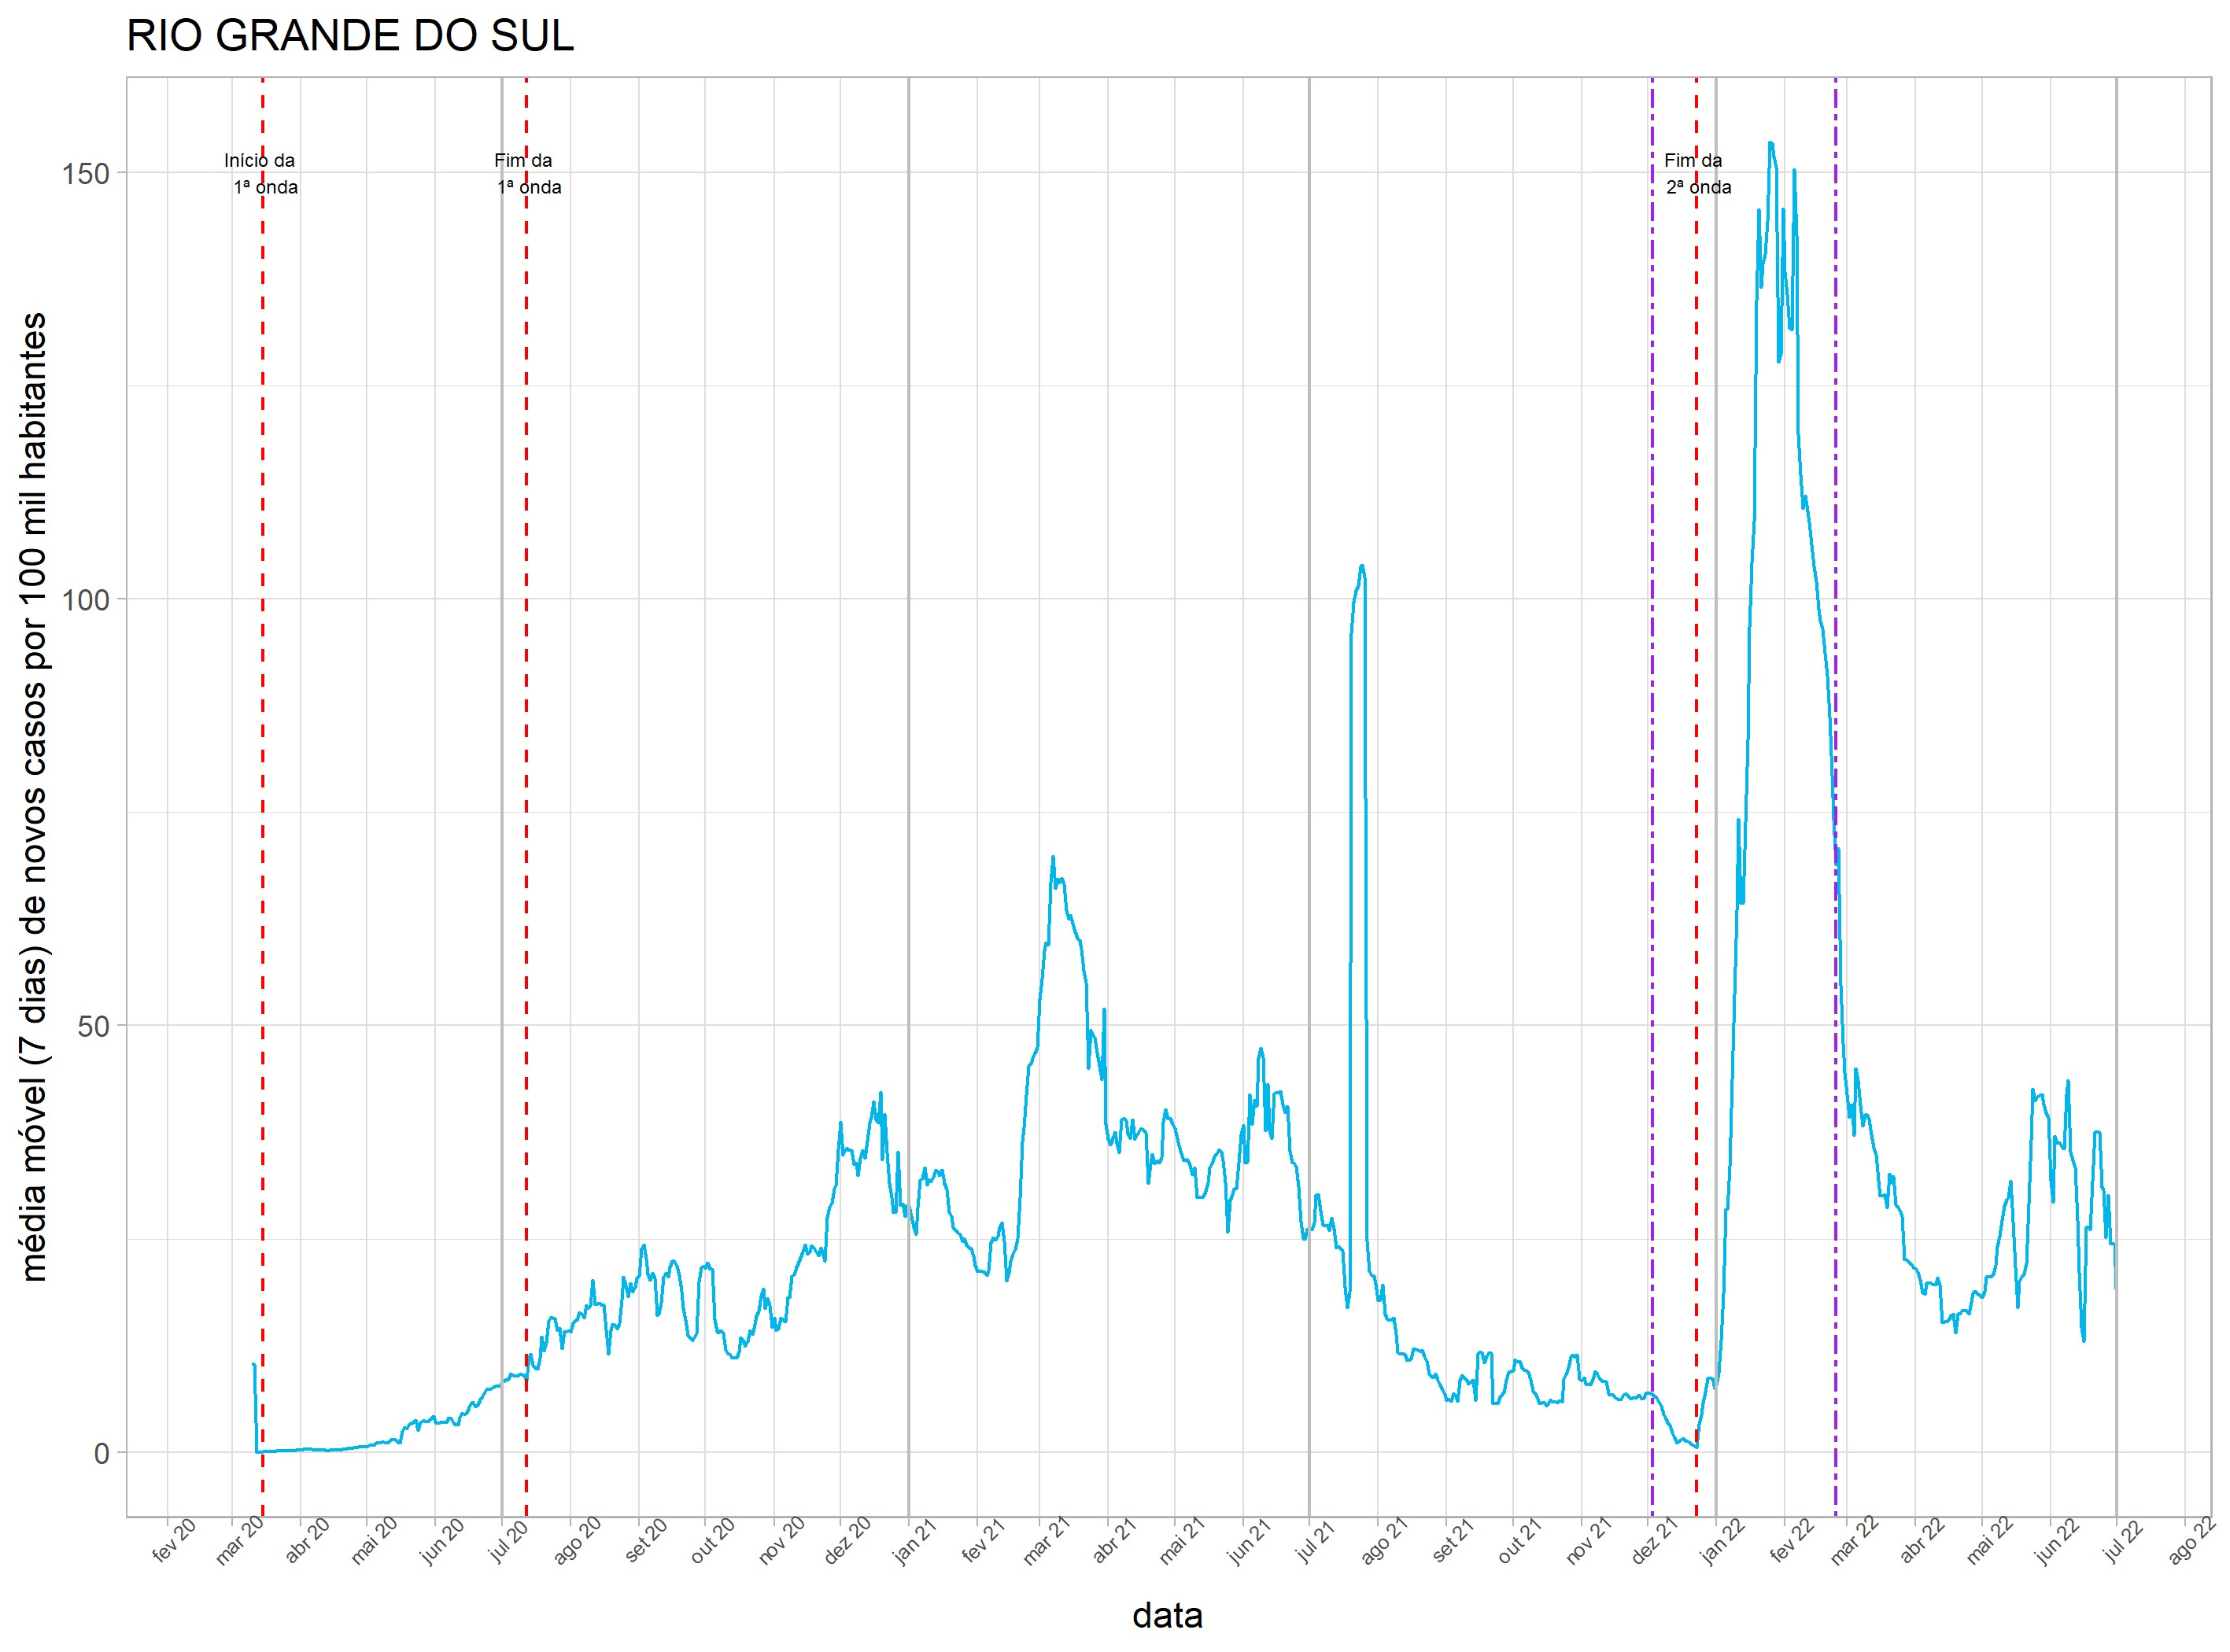 RIO GRANDE DO SUL
média móvel (7 dias) de novos casos por 100 mil habitantes
150
100
50
0
Início da
1ª onda
Fim da
1ª onda
Fim da
2ª onda
fev 20
mar 20
abr 20
mai 20
jun 20
jul 20
ago 20
set 20
out 20
nov 20
dez 20
jan 21
fev 21
mar 21
abr 21
mai 21
jun 21
jul 21
ago 21
set 21
out 21
nov 21
dez 21
jan 22
fev 22
mar 22
abr 22
mai 22
jun 22
jul 22
ago 22
data